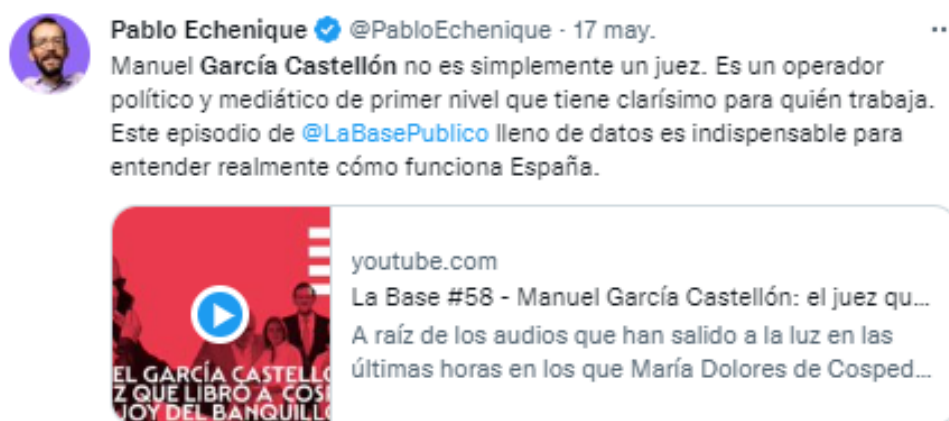 Pablo Echenique @PabloEchenique · 17 may.
Manuel García Castellón no es simplemente un juez. Es un operador
político y mediático de primer nivel que tiene clarísimo para quién trabaja.
Este episodio de @LaBasePublico lleno de datos es indispensable para
entender realmente cómo funciona España.
youtube.com
La Base #58 - Manuel García Castellón: el juez qu...
A raíz de los audios que han salido a la luz en las
últimas horas en los que María Dolores de Cosped...
EL GARCÍA CASTELLO
Z QUE LIBRÓ A COSP
JOY DEL BANQUILLO